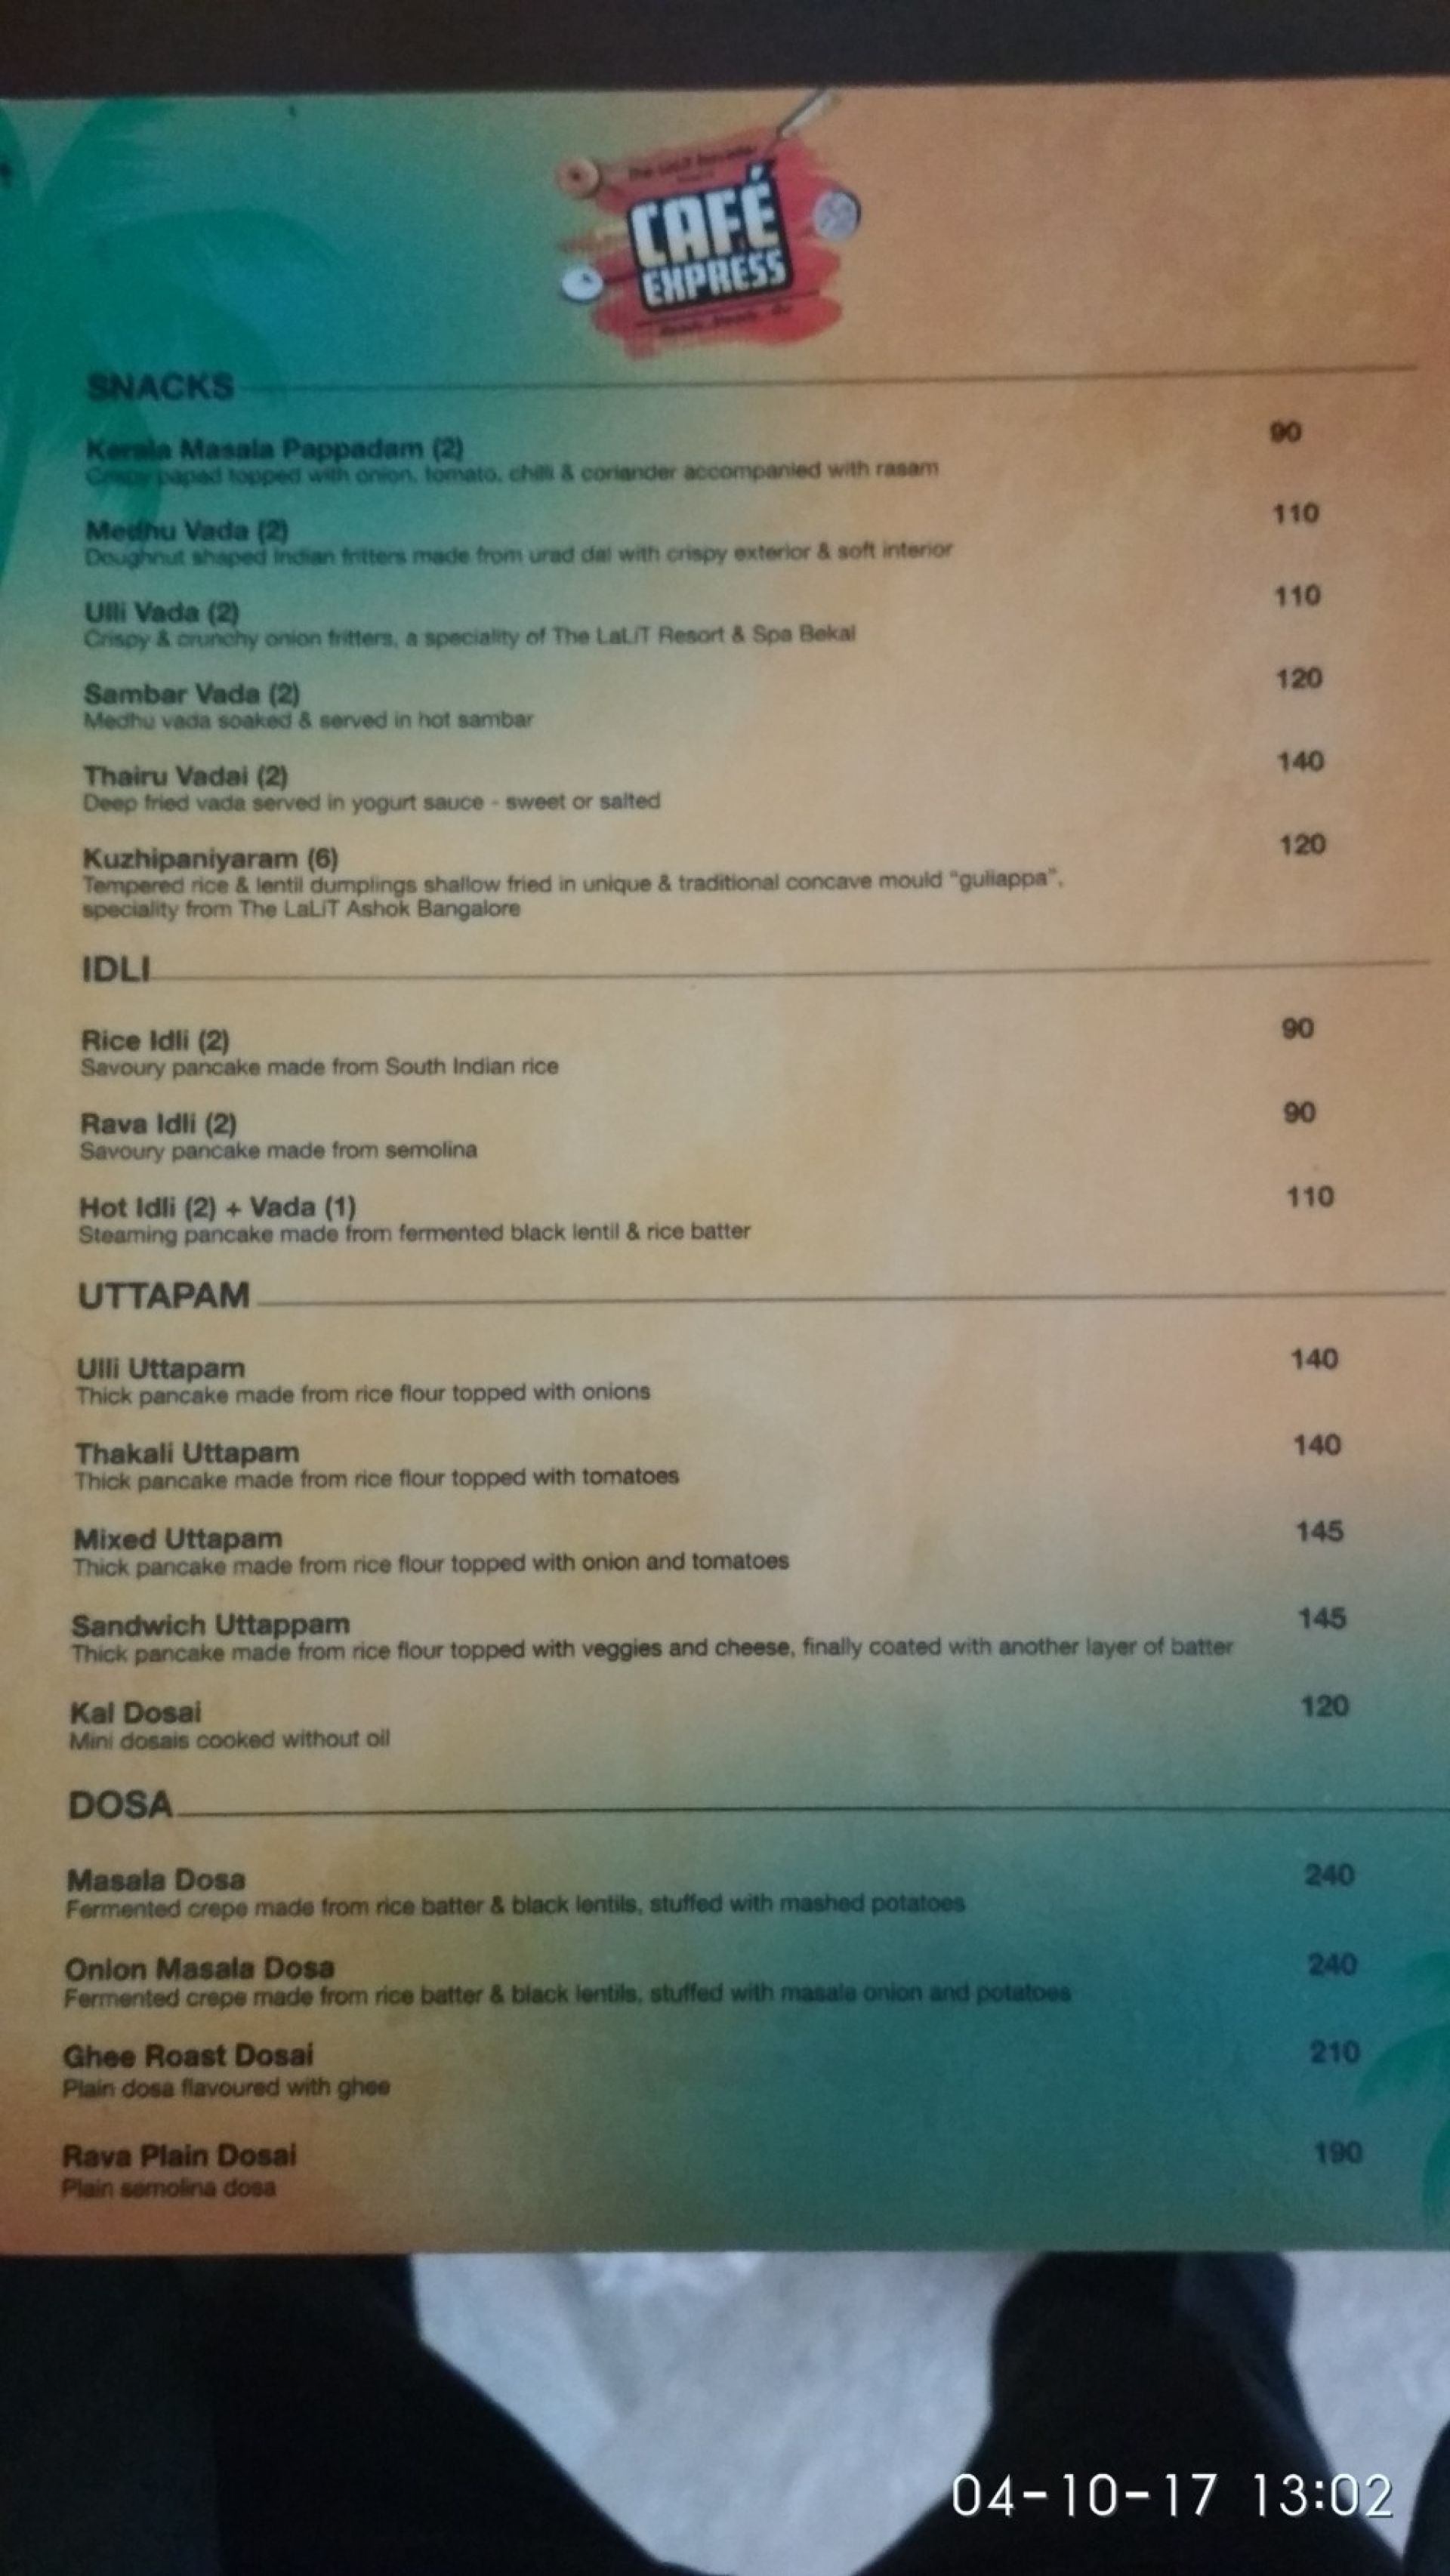 CAFÉ
EXPRESS
SNACKS
Kerala Masala Pappadam (2)
90
Crispy papad topped with onion, tomato, chilli & coriander accompanied with rasam
Medhu Vada (2)
110
Doughnut shaped Indian fritters made from urad dal with crispy exterior & soft interior
Ulli Vada (2)
110
Crispy & crunchy onion fritters, a speciality of The LaLiT Resort & Spa Bekal
Sambar Vada (2)
120
Medhu vada soaked & served in hot sambar
Thairu Vadai (2)
140
Deep fried vada served in yogurt sauce - sweet or salted
Kuzhipaniyaram (6)
120
Tempered rice & lentil dumplings shallow fried in unique & traditional concave mould "guliappa",
speciality from The LaLiT Ashok Bangalore
IDLI
Rice Idli (2)
90
Savoury pancake made from South Indian rice
Rava Idli (2)
90
Savoury pancake made from semolina
Hot Idli (2) + Vada (1)
110
Steaming pancake made from fermented black lentil & rice batter
UTTAPAM
Ulli Uttapam
140
Thick pancake made from rice flour topped with onions
Thakali Uttapam
140
Thick pancake made from rice flour topped with tomatoes
Mixed Uttapam
145
Thick pancake made from rice flour topped with onion and tomatoes
Sandwich Uttappam
145
Thick pancake made from rice flour topped with veggies and cheese, finally coated with another layer of batter
Kal Dosai
120
Mini dosais cooked without oil
DOSA
Masala Dosa
240
Fermented crepe made from rice batter & black lentils, stuffed with mashed potatoes
Onion Masala Dosa
240
Fermented crepe made from rice batter & black lentils, stuffed with masala onion and potatoes
Ghee Roast Dosai
210
Plain dosa flavoured with ghee
Rava Plain Dosai
190
Plain semolina dosa
04-10-17 13:02